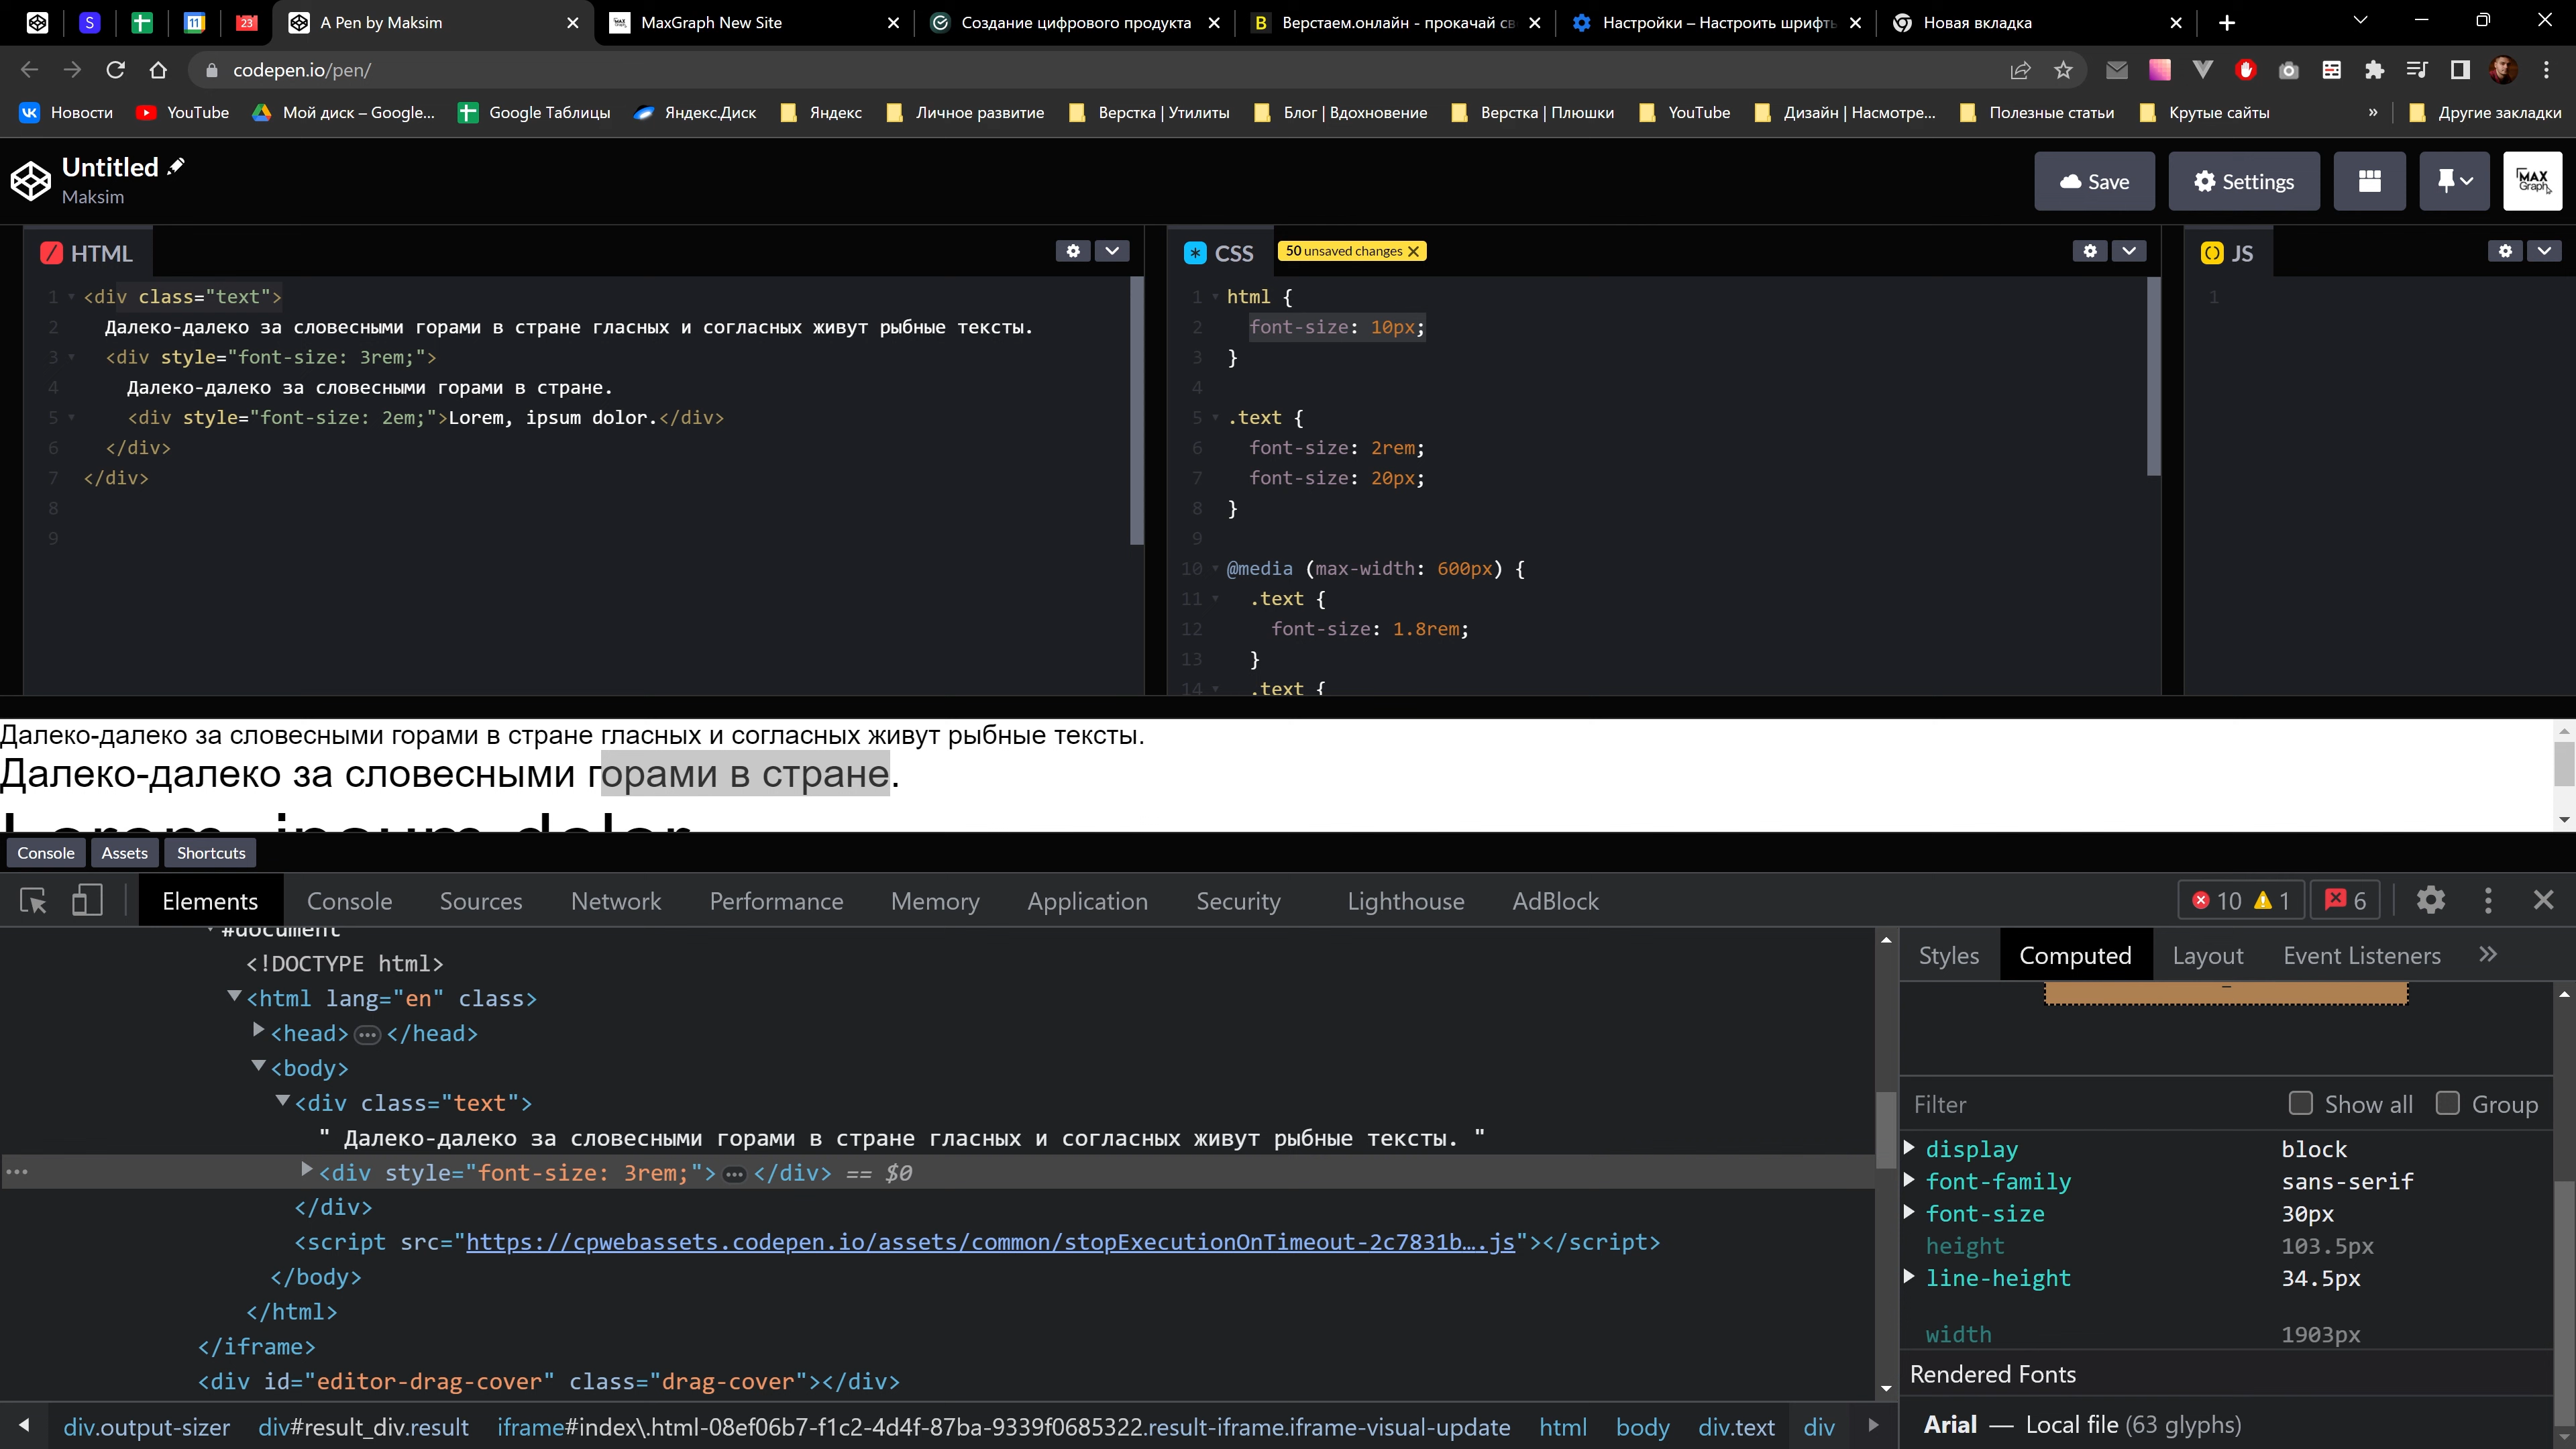 S
11
23
A Pen by Maksim
MaxGraph New Site
Создание цифрового продукта
B Верстаем.онлайн - прокачай св
Настройки – Настроить шрифты
Новая вкладка
codepen.io/pen/
Новости
YouTube
Мой диск – Google...
Google Таблицы
Яндекс.Диск
Яндекс
Личное развитие
Верстка | Утилиты
Блог | Вдохновение
Верстка | Плюшки
YouTube
Дизайн | Насмотре...
Полезные статьи
Крутые сайты
»
Другие закладки
Untitled
Maksim
Save
Settings
MAX
Graph
HTML
1 <div class="text">
2 Далеко-далеко за словесными горами в стране гласных и согласных живут рыбные тексты.
3 <div style="font-size: 3rem;">
4 Далеко-далеко за словесными горами в стране.
5 <div style="font-size: 2em;">Lorem, ipsum dolor.</div>
6 </div>
7 </div>
8
9
CSS
50 unsaved changes
1 html {
2 font-size: 10px;
3 }
4
5 .text {
6 font-size: 2rem;
7 font-size: 20px;
8 }
9
10 @media (max-width: 600px) {
11 .text {
12 font-size: 1.8rem;
13 }
14 .text {
JS
1
Далеко-далеко за словесными горами в стране гласных и согласных живут рыбные тексты.
Далеко-далеко за словесными горами в стране.
Lorem, ipsum dolor.
Console
Assets
Shortcuts
Elements
Console
Sources
Network
Performance
Memory
Application
Security
Lighthouse
AdBlock
10
1
6
#document
<!DOCTYPE html>
<html lang="en" class>
<head> … </head>
<body>
<div class="text">
" Далеко-далеко за словесными горами в стране гласных и согласных живут рыбные тексты. "
<div style="font-size: 3rem;"> … </div> == $0
</div>
<script src="https://cpwebassets.codepen.io/assets/common/stopExecutionOnTimeout-2c7831b….js"></script>
</body>
</html>
</iframe>
<div id="editor-drag-cover" class="drag-cover"></div>
div.output-sizer div#result_div.result iframe#index\.html-08ef06b7-f1c2-4d4f-87ba-9339f0685322.result-iframe.iframe-visual-update html body div.text div
Styles
Computed
Layout
Event Listeners
»
Filter
Show all
Group
display block
font-family sans-serif
font-size 30px
height 103.5px
line-height 34.5px
width 1903px
Rendered Fonts
Arial — Local file (63 glyphs)